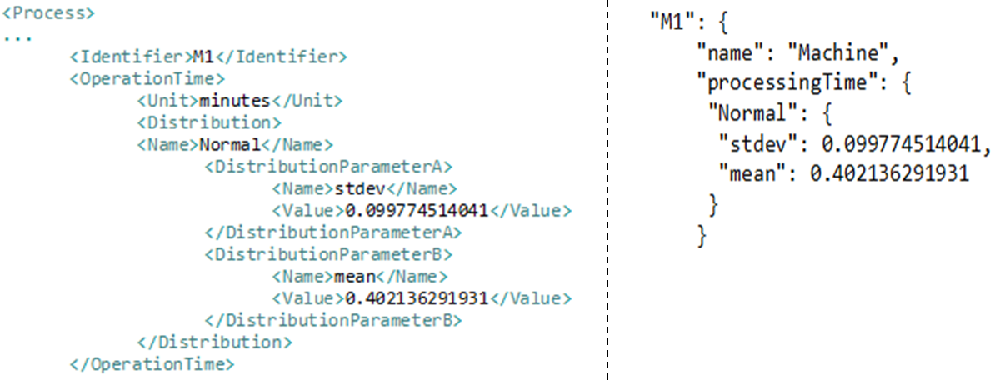 <Process>
...
<Identifier>M1</Identifier>
<OperationTime>
<Unit>minutes</Unit>
<Distribution>
<Name>Normal</Name>
<DistributionParameterA>
<Name>stdev</Name>
<Value>0.099774514041</Value>
</DistributionParameterA>
<DistributionParameterB>
<Name>mean</Name>
<Value>0.402136291931</Value>
</DistributionParameterB>
</Distribution>
</OperationTime>
"M1": {
"name": "Machine",
"processingTime": {
"Normal": {
"stdev": 0.099774514041,
"mean": 0.402136291931
}
}